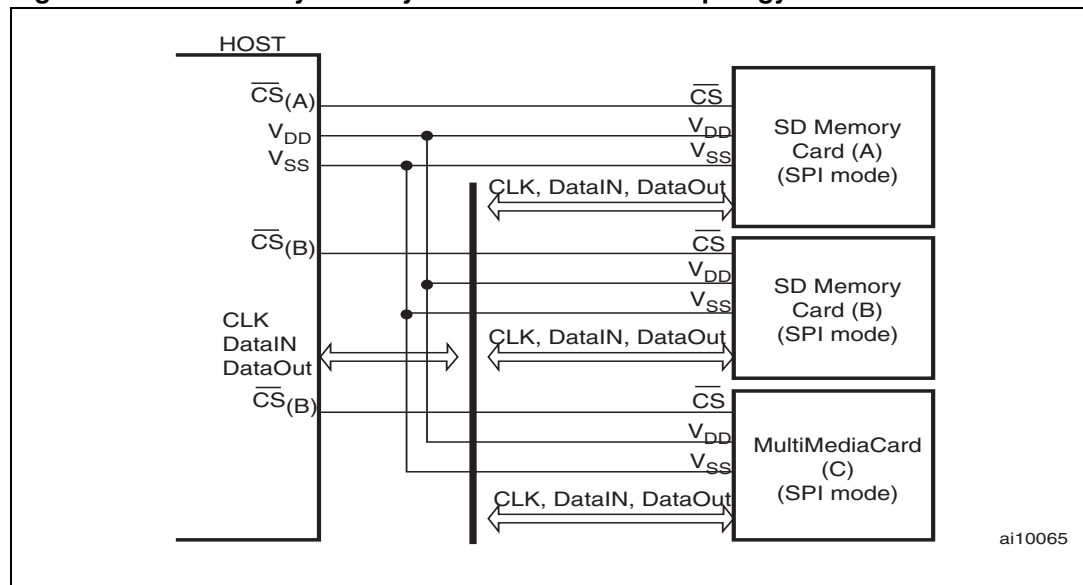 HOST
CS(A)
VDD
VSS
CS
VDD
VSS
SD Memory
Card (A)
(SPI mode)
CLK, DataIN, DataOut
CS(B)
CS
VDD
VSS
SD Memory
Card (B)
(SPI mode)
CLK
DataIN
DataOut
CLK, DataIN, DataOut
CS(B)
CS
VDD
VSS
MultiMediaCard
(C)
(SPI mode)
CLK, DataIN, DataOut
ai10065